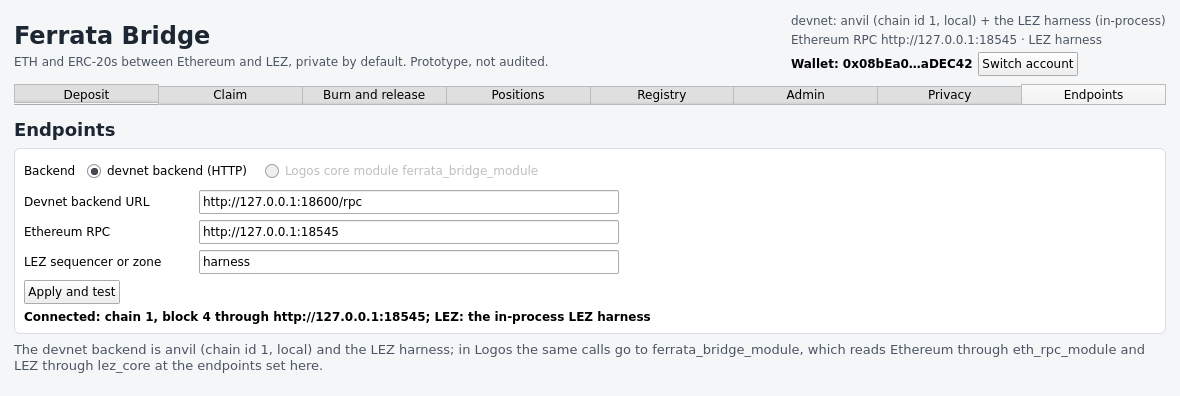 Ferrata Bridge
ETH and ERC-20s between Ethereum and LEZ, private by default. Prototype, not audited.
devnet: anvil (chain id 1, local) + the LEZ harness (in-process)
Ethereum RPC http://127.0.0.1:18545 · LEZ harness
Wallet: 0x08bEa0…aDEC42 Switch account
Deposit Claim Burn and release Positions Registry Admin Privacy Endpoints
Endpoints
Backend devnet backend (HTTP) Logos core module ferrata_bridge_module
Devnet backend URL http://127.0.0.1:18600/rpc
Ethereum RPC http://127.0.0.1:18545
LEZ sequencer or zone harness
Apply and test
Connected: chain 1, block 4 through http://127.0.0.1:18545; LEZ: the in-process LEZ harness
The devnet backend is anvil (chain id 1, local) and the LEZ harness; in Logos the same calls go to ferrata_bridge_module, which reads Ethereum through eth_rpc_module and
LEZ through lez_core at the endpoints set here.